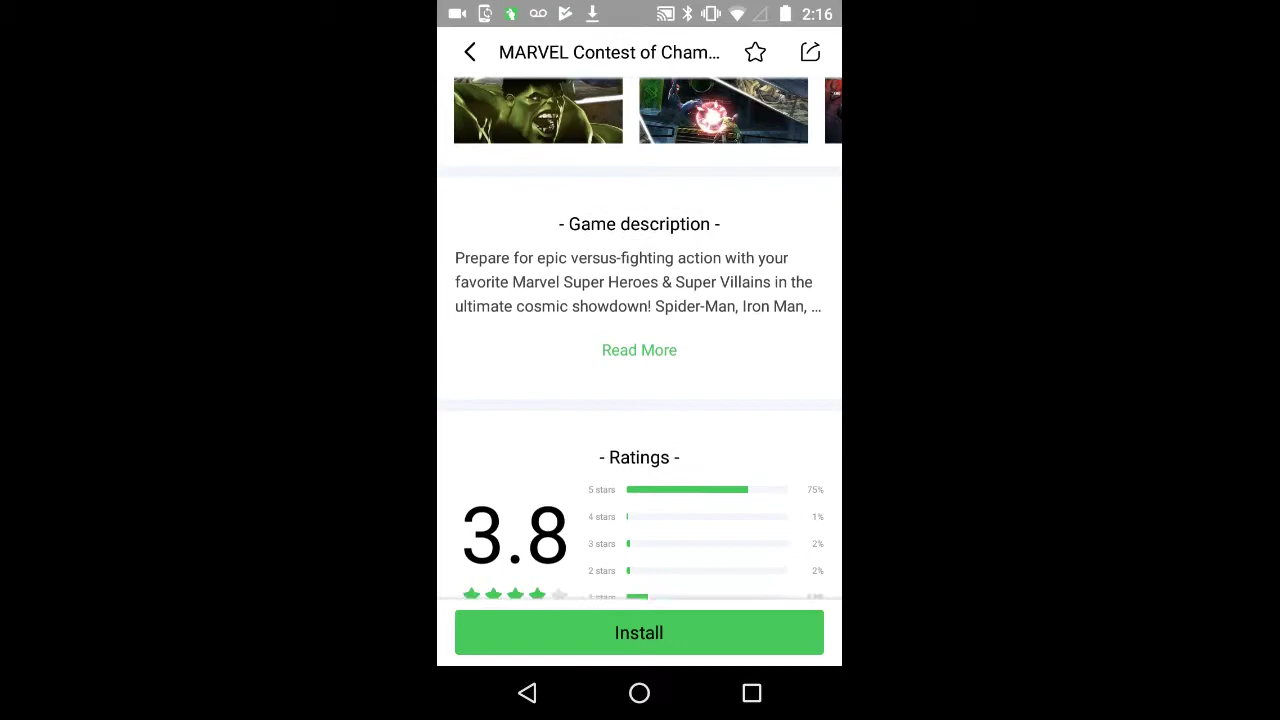 2:16
MARVEL Contest of Cham...
- Game description -
Prepare for epic versus-fighting action with your
favorite Marvel Super Heroes & Super Villains in the
ultimate cosmic showdown! Spider-Man, Iron Man, ...
Read More
- Ratings -
3.8
5 stars 75%
4 stars 1%
3 stars 2%
2 stars 2%
1 stars
Install